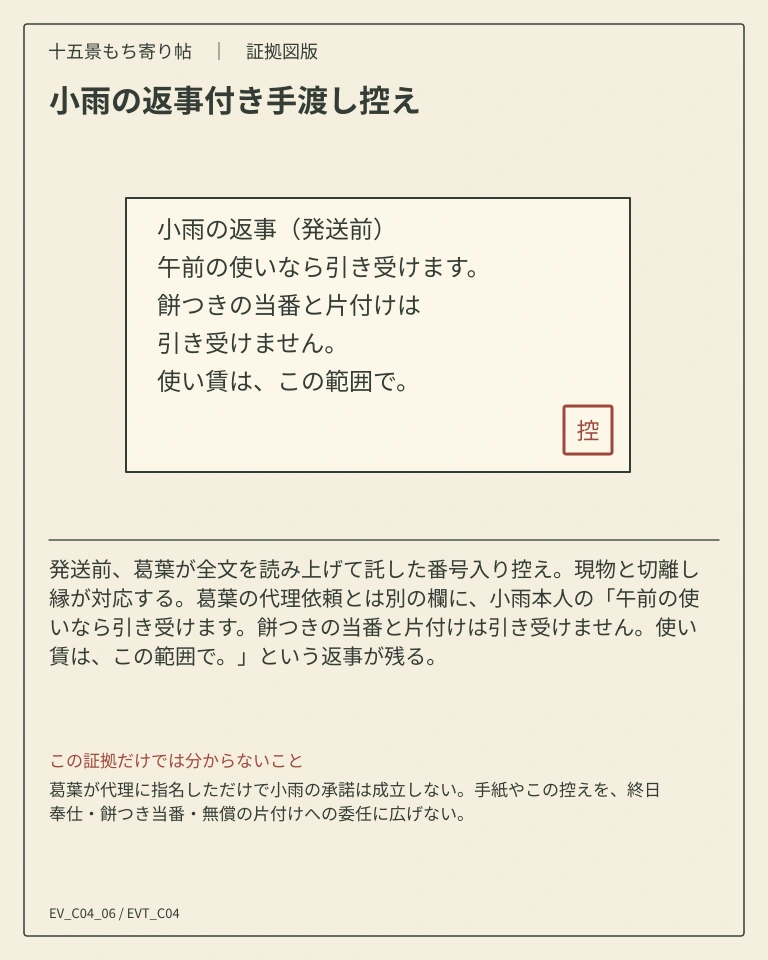 十五景もち寄り帖 | 証拠図版
小雨の返事付き手渡し控え
小雨の返事（発送前）
午前の使いなら引き受けます。
餅つきの当番と片付けは
引き受けません。
使い賃は、この範囲で。
控
発送前、葛葉が全文を読み上げて託した番号入り控え。現物と切離し
縁が対応する。葛葉の代理依頼とは別の欄に、小雨本人の「午前の使
いなら引き受けます。餅つきの当番と片付けは引き受けません。使い
賃は、この範囲で。」という返事が残る。
この証拠だけでは分からないこと
葛葉が代理に指名しただけで小雨の承諾は成立しない。手紙やこの控えを、終日
奉仕・餅つき当番・無償の片付けへの委任に広げない。
EV_C04_06 / EVT_C04